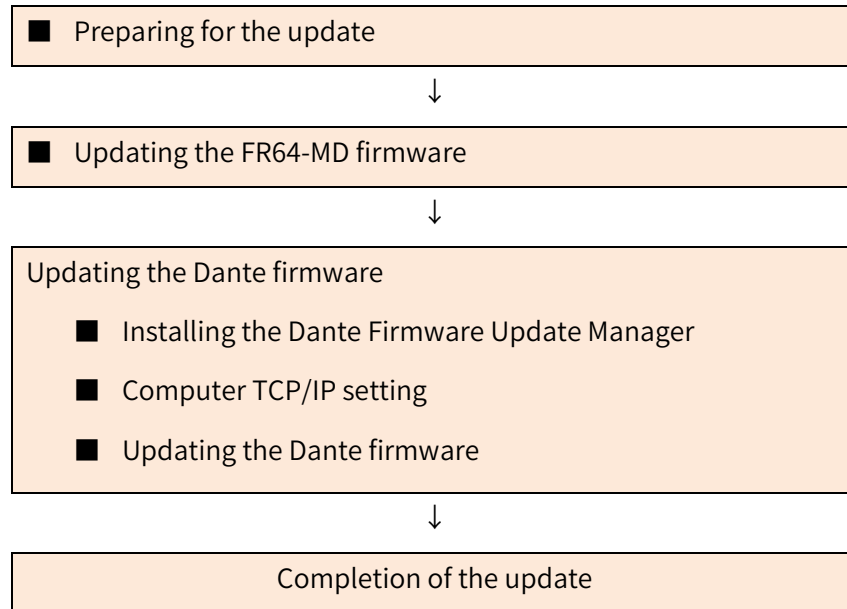 ■ Preparing for the update
↓
■ Updating the FR64-MD firmware
↓
Updating the Dante firmware
■ Installing the Dante Firmware Update Manager
■ Computer TCP/IP setting
■ Updating the Dante firmware
↓
Completion of the update